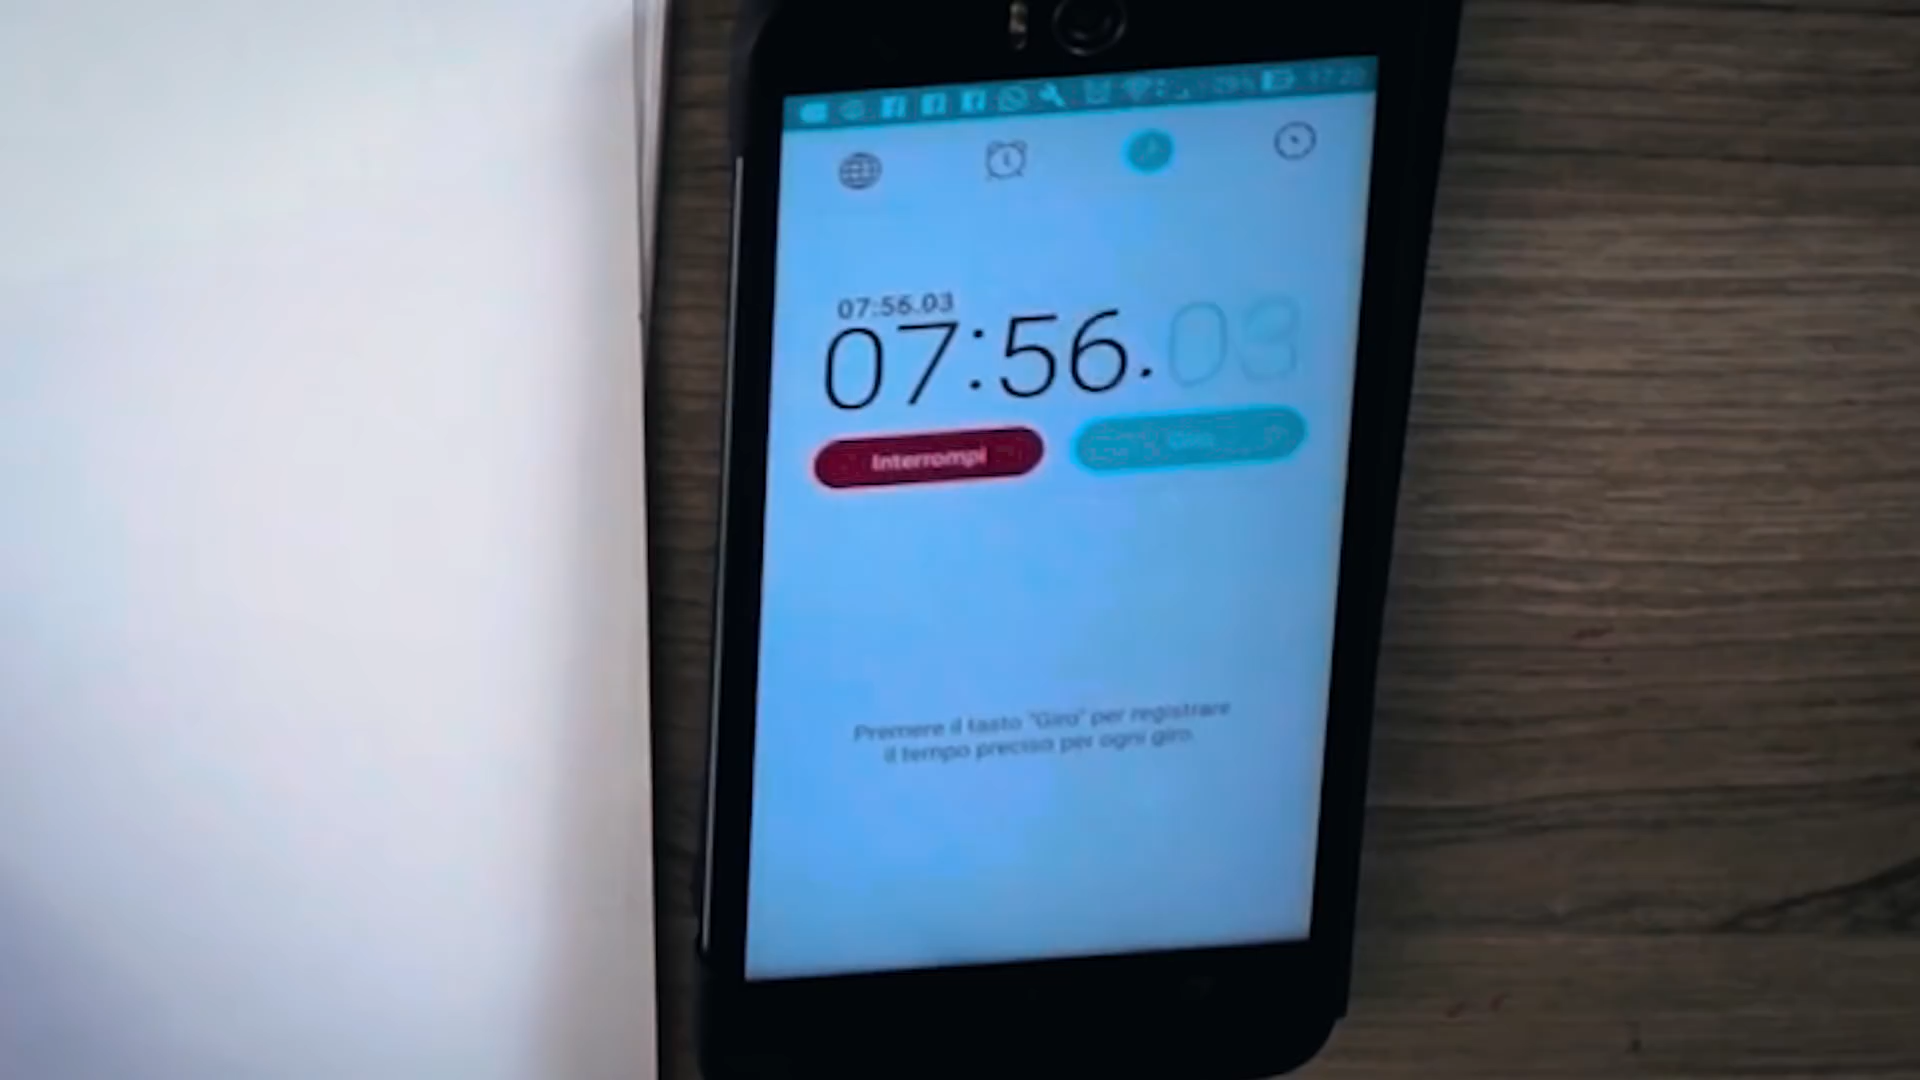 07:56.03
07:56.03
Interrompi
Premere il tasto "Giro" per registrare
il tempo preciso per ogni giro.